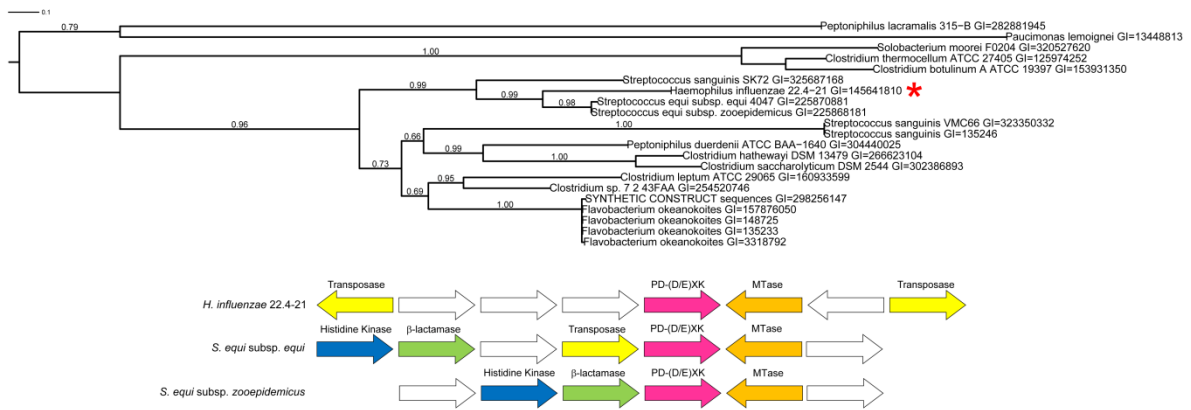 0.1
0.79
Peptoniphilus lacramalis 315−B GI=282881945
Paucimonas lemoignei GI=13448813
1.00
Solobacterium moorei F0204 GI=320527620
Clostridium thermocellum ATCC 27405 GI=125974252
Clostridium botulinum A ATCC 19397 GI=153931350
0.99
Streptococcus sanguinis SK72 GI=325687168
0.99
Haemophilus influenzae 22.4−21 GI=145641810 *
0.98
Streptococcus equi subsp. equi 4047 GI=225870881
Streptococcus equi subsp. zooepidemicus GI=225868181
0.96
1.00
Streptococcus sanguinis VMC66 GI=323350332
Streptococcus sanguinis GI=135246
0.66
Peptoniphilus duerdenii ATCC BAA−1640 GI=304440025
0.99
1.00
Clostridium hathewayi DSM 13479 GI=266623104
Clostridium saccharolyticum DSM 2544 GI=302386893
0.73
0.95
Clostridium leptum ATCC 29065 GI=160933599
0.69
Clostridium sp. 7 2 43FAA GI=254520746
1.00
SYNTHETIC CONSTRUCT sequences GI=298256147
Flavobacterium okeanokoites GI=157876050
Flavobacterium okeanokoites GI=148725
Flavobacterium okeanokoites GI=135233
Flavobacterium okeanokoites GI=3318792
Transposase PD-(D/E)XK MTase Transposase
H. influenzae 22.4-21
Histidine Kinase β-lactamase Transposase PD-(D/E)XK MTase
S. equi subsp. equi
Histidine Kinase β-lactamase PD-(D/E)XK MTase
S. equi subsp. zooepidemicus